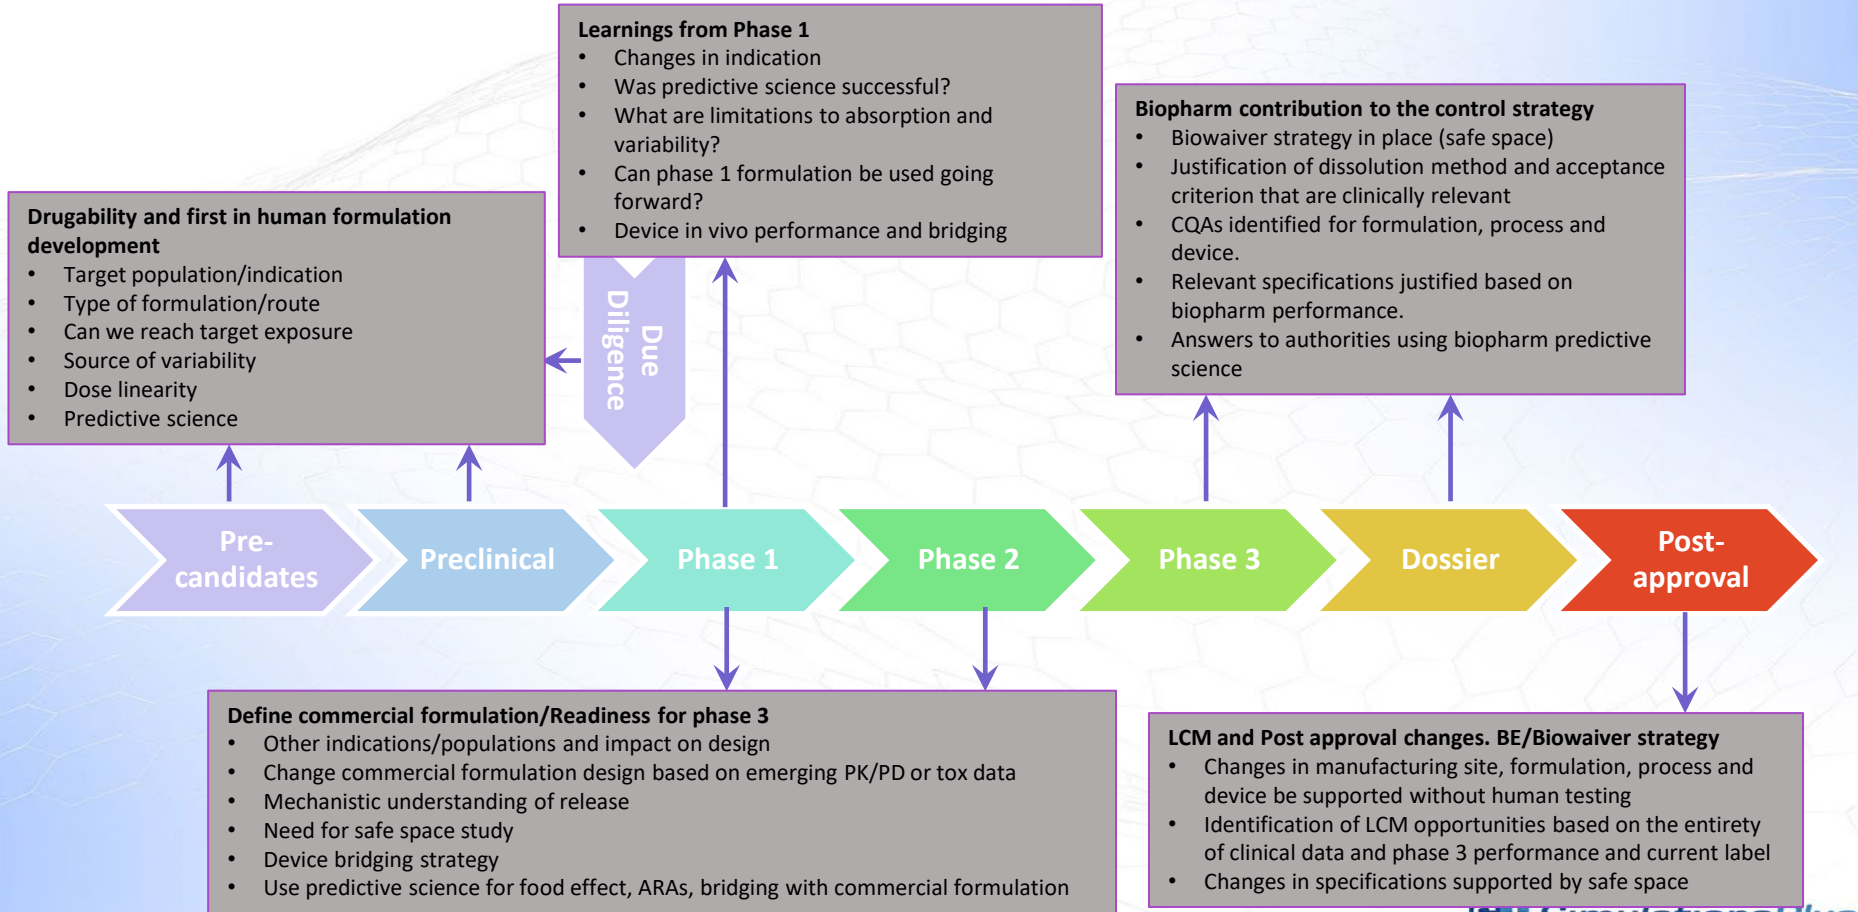 Learnings from Phase 1
• Changes in indication
• Was predictive science successful?
• What are limitations to absorption and
variability?
• Can phase 1 formulation be used going
forward?
• Device in vivo performance and bridging
Biopharm contribution to the control strategy
• Biowaiver strategy in place (safe space)
• Justification of dissolution method and acceptance
criterion that are clinically relevant
• CQAs identified for formulation, process and
device.
• Relevant specifications justified based on
biopharm performance.
• Answers to authorities using biopharm predictive
science
Drugability and first in human formulation
development
• Target population/indication
• Type of formulation/route
• Can we reach target exposure
• Source of variability
• Dose linearity
• Predictive science
Due
Diligence
Pre-
candidates
Preclinical
Phase 1
Phase 2
Phase 3
Dossier
Post-
approval
Define commercial formulation/Readiness for phase 3
• Other indications/populations and impact on design
• Change commercial formulation design based on emerging PK/PD or tox data
• Mechanistic understanding of release
• Need for safe space study
• Device bridging strategy
• Use predictive science for food effect, ARAs, bridging with commercial formulation
LCM and Post approval changes. BE/Biowaiver strategy
• Changes in manufacturing site, formulation, process and
device be supported without human testing
• Identification of LCM opportunities based on the entirety
of clinical data and phase 3 performance and current label
• Changes in specifications supported by safe space